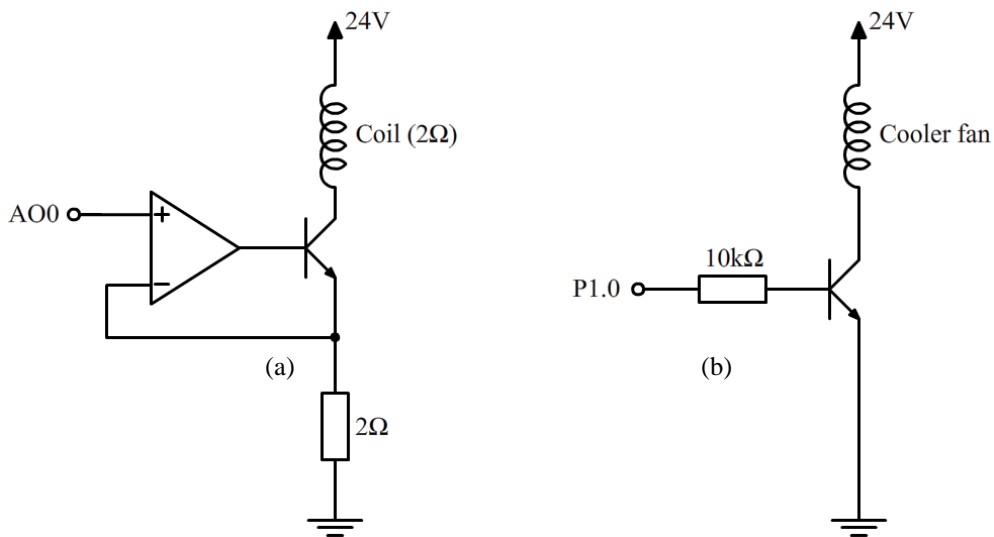 24V
Coil (2Ω)
AO0
+
−
(a)
2Ω
24V
Cooler fan
10kΩ
P1.0
(b)